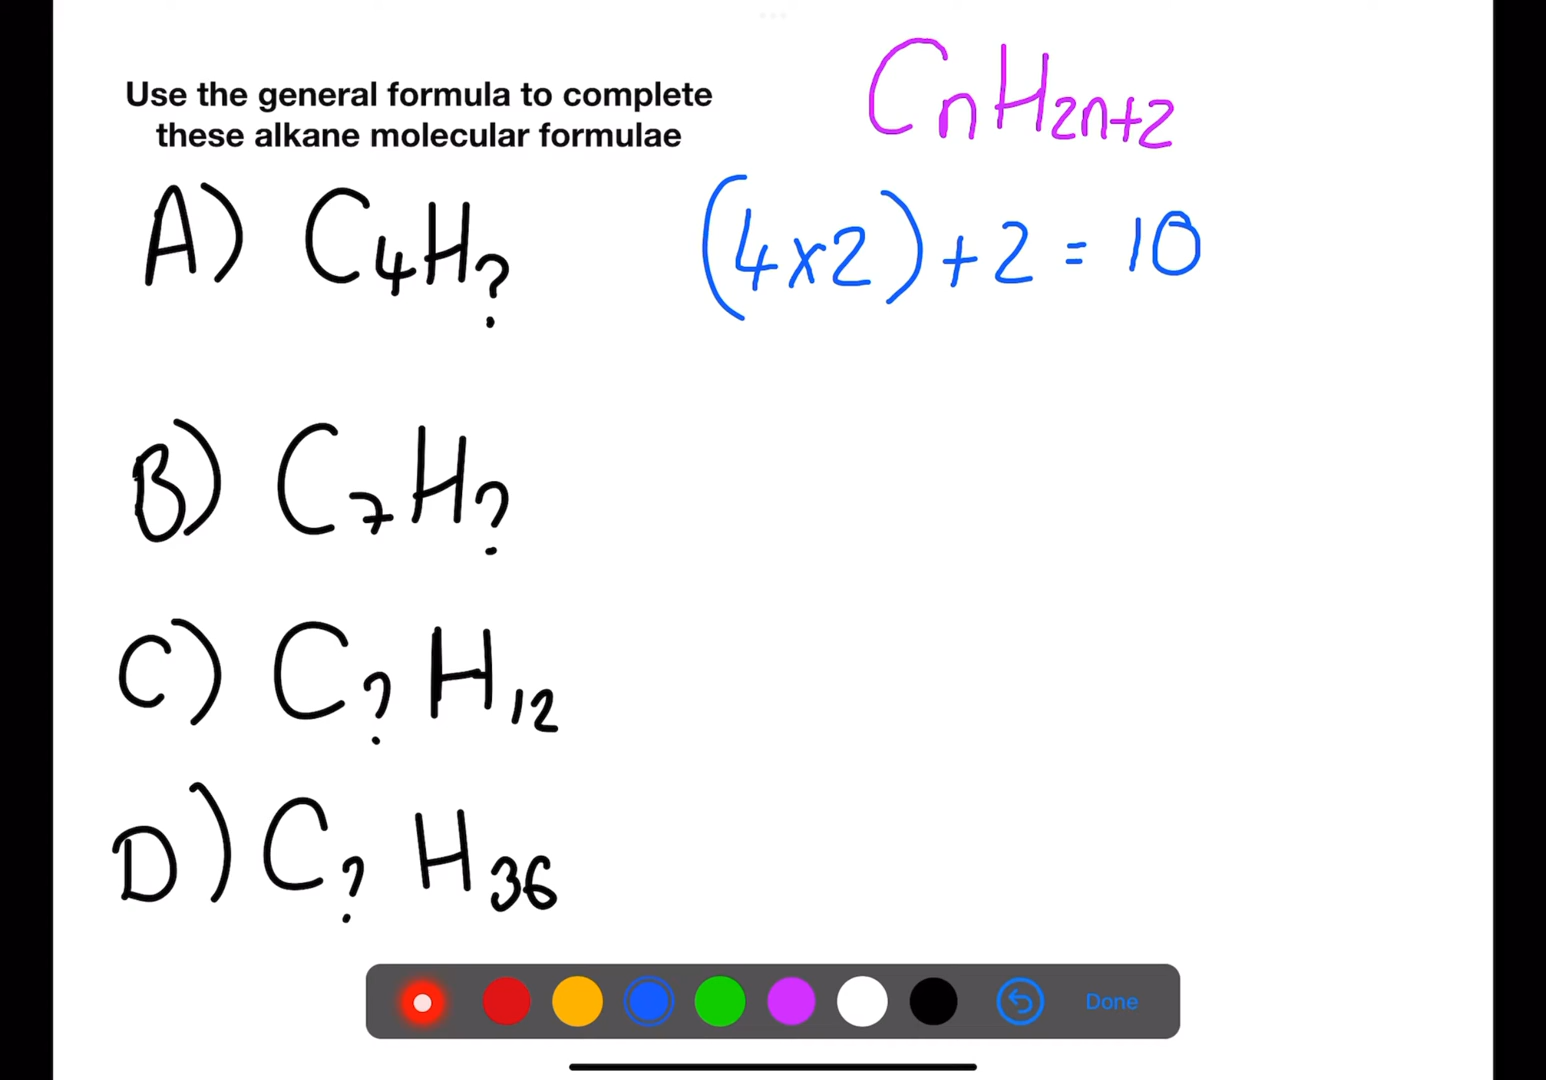 Use the general formula to complete
these alkane molecular formulae
CnH2n+2
A) C4H? (4x2)+2 = 10
B) C7H?
C) C?H12
D) C?H36
Done